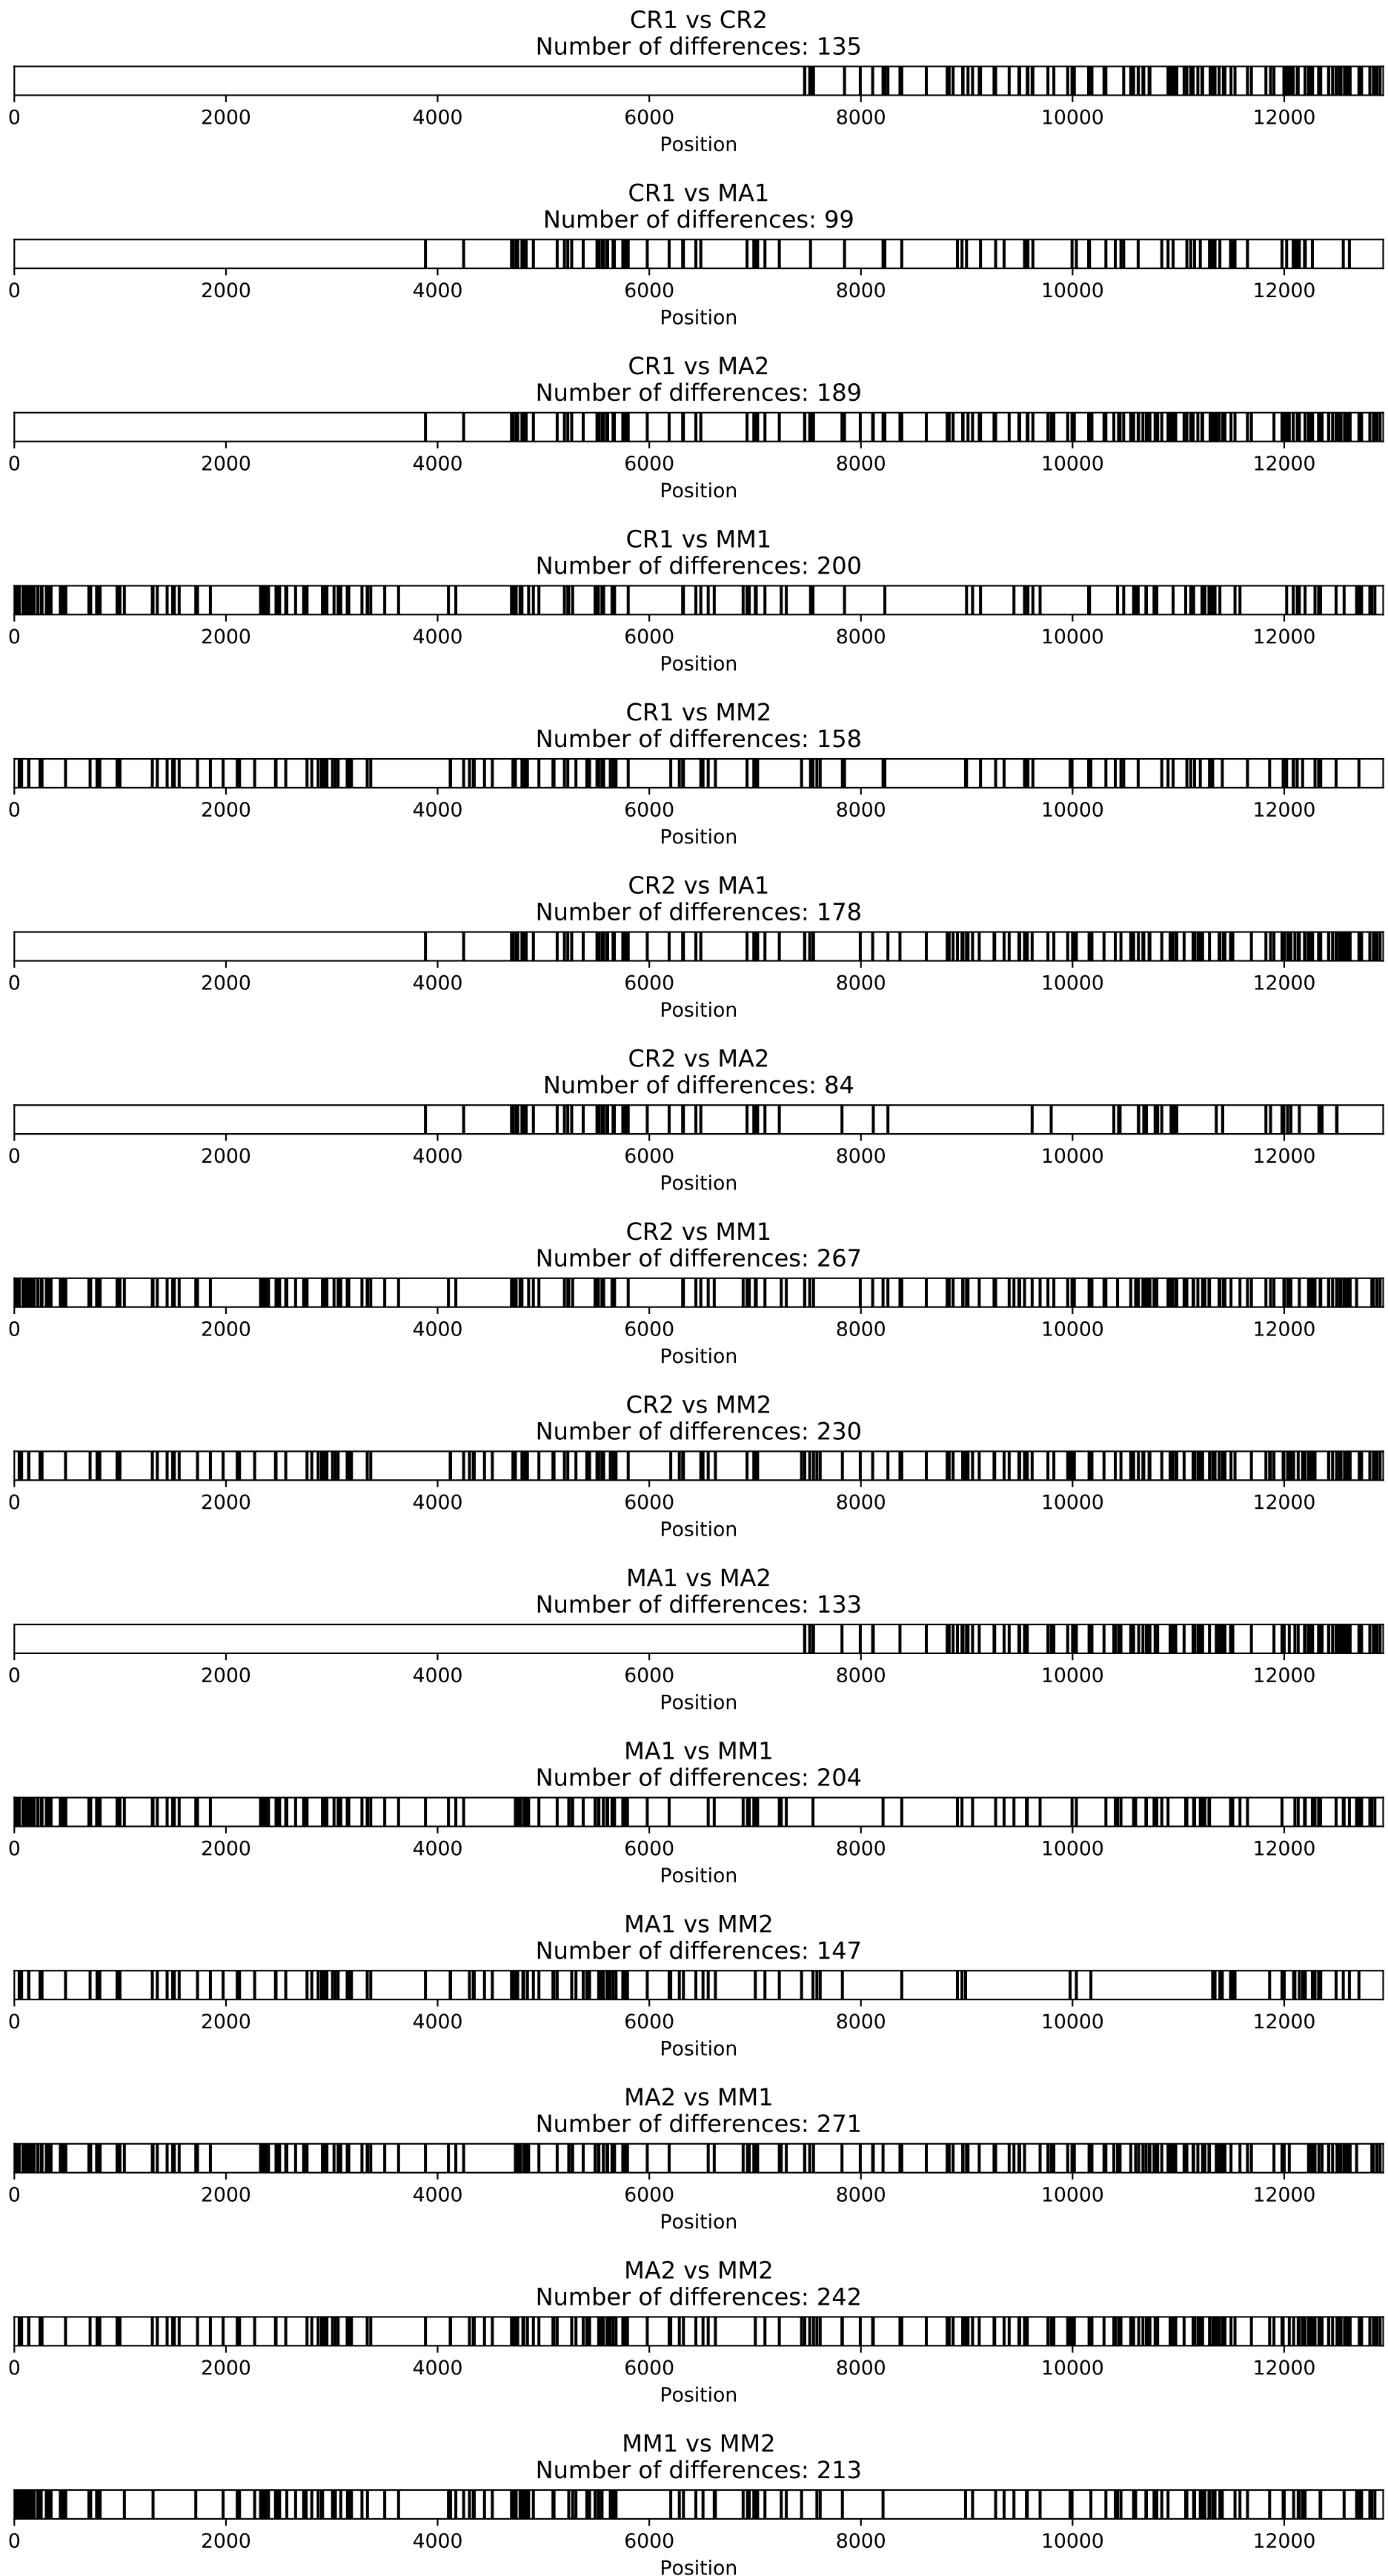 CR1 vs CR2
Number of differences: 135
0 2000 4000 6000 8000 10000 12000
Position
CR1 vs MA1
Number of differences: 99
0 2000 4000 6000 8000 10000 12000
Position
CR1 vs MA2
Number of differences: 189
0 2000 4000 6000 8000 10000 12000
Position
CR1 vs MM1
Number of differences: 200
0 2000 4000 6000 8000 10000 12000
Position
CR1 vs MM2
Number of differences: 158
0 2000 4000 6000 8000 10000 12000
Position
CR2 vs MA1
Number of differences: 178
0 2000 4000 6000 8000 10000 12000
Position
CR2 vs MA2
Number of differences: 84
0 2000 4000 6000 8000 10000 12000
Position
CR2 vs MM1
Number of differences: 267
0 2000 4000 6000 8000 10000 12000
Position
CR2 vs MM2
Number of differences: 230
0 2000 4000 6000 8000 10000 12000
Position
MA1 vs MA2
Number of differences: 133
0 2000 4000 6000 8000 10000 12000
Position
MA1 vs MM1
Number of differences: 204
0 2000 4000 6000 8000 10000 12000
Position
MA1 vs MM2
Number of differences: 147
0 2000 4000 6000 8000 10000 12000
Position
MA2 vs MM1
Number of differences: 271
0 2000 4000 6000 8000 10000 12000
Position
MA2 vs MM2
Number of differences: 242
0 2000 4000 6000 8000 10000 12000
Position
MM1 vs MM2
Number of differences: 213
0 2000 4000 6000 8000 10000 12000
Position